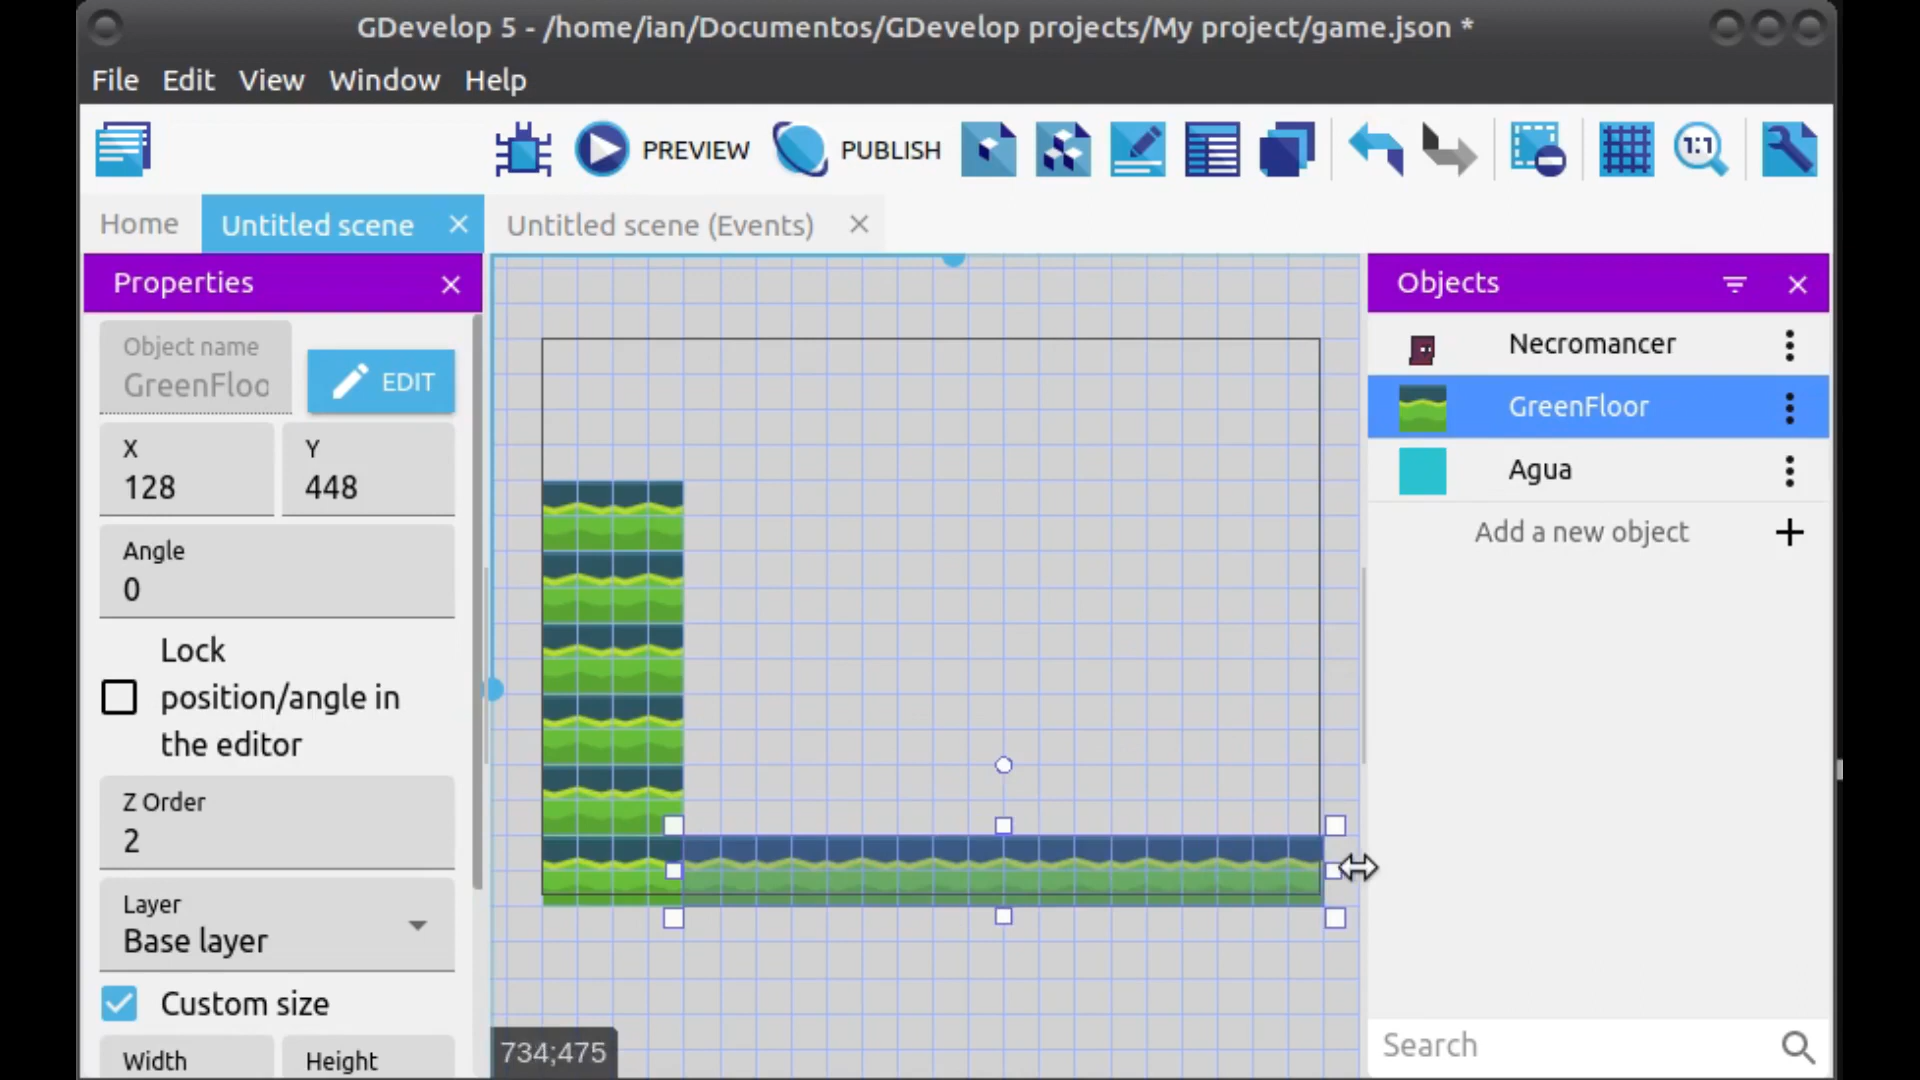 GDevelop 5 - /home/ian/Documentos/GDevelop projects/My project/game.json *
File Edit View Window Help
PREVIEW PUBLISH 1:1
Home Untitled scene Untitled scene (Events)
Properties
Object name
GreenFloo
EDIT
X
128
Y
448
Angle
0
Lock
position/angle in
the editor
Z Order
2
Layer
Base layer
Custom size
Width Height
734;475
Objects
Necromancer
GreenFloor
Agua
Add a new object
Search